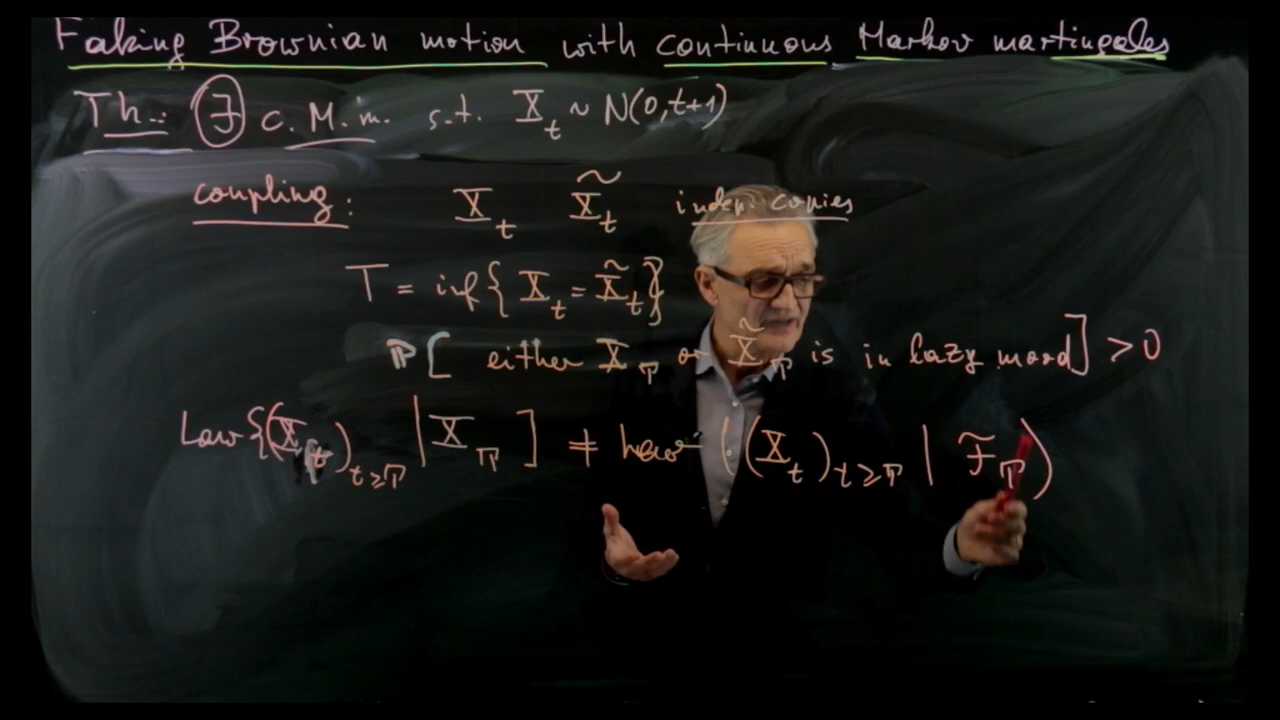 Faking Brownian motion with continuous Markov martingales
Th.: ∃ c. M. m. s.t. X_t ~ N(0,t+1)
coupling: X_t X̃_t indep. copies
T = inf{ X_t = X̃_t }
P[ either X_T or X̃_T is in lazy mood ] > 0
Law{(X_t)_{t≥T} | X_T ] ≠ Law ((X_t)_{t≥T} | F_T)